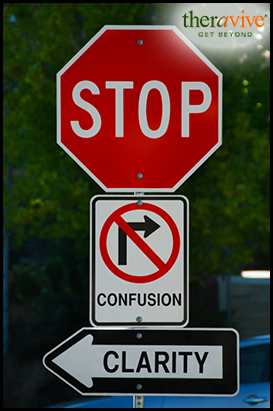 theravive
GET BEYOND
STOP
CONFUSION
CLARITY